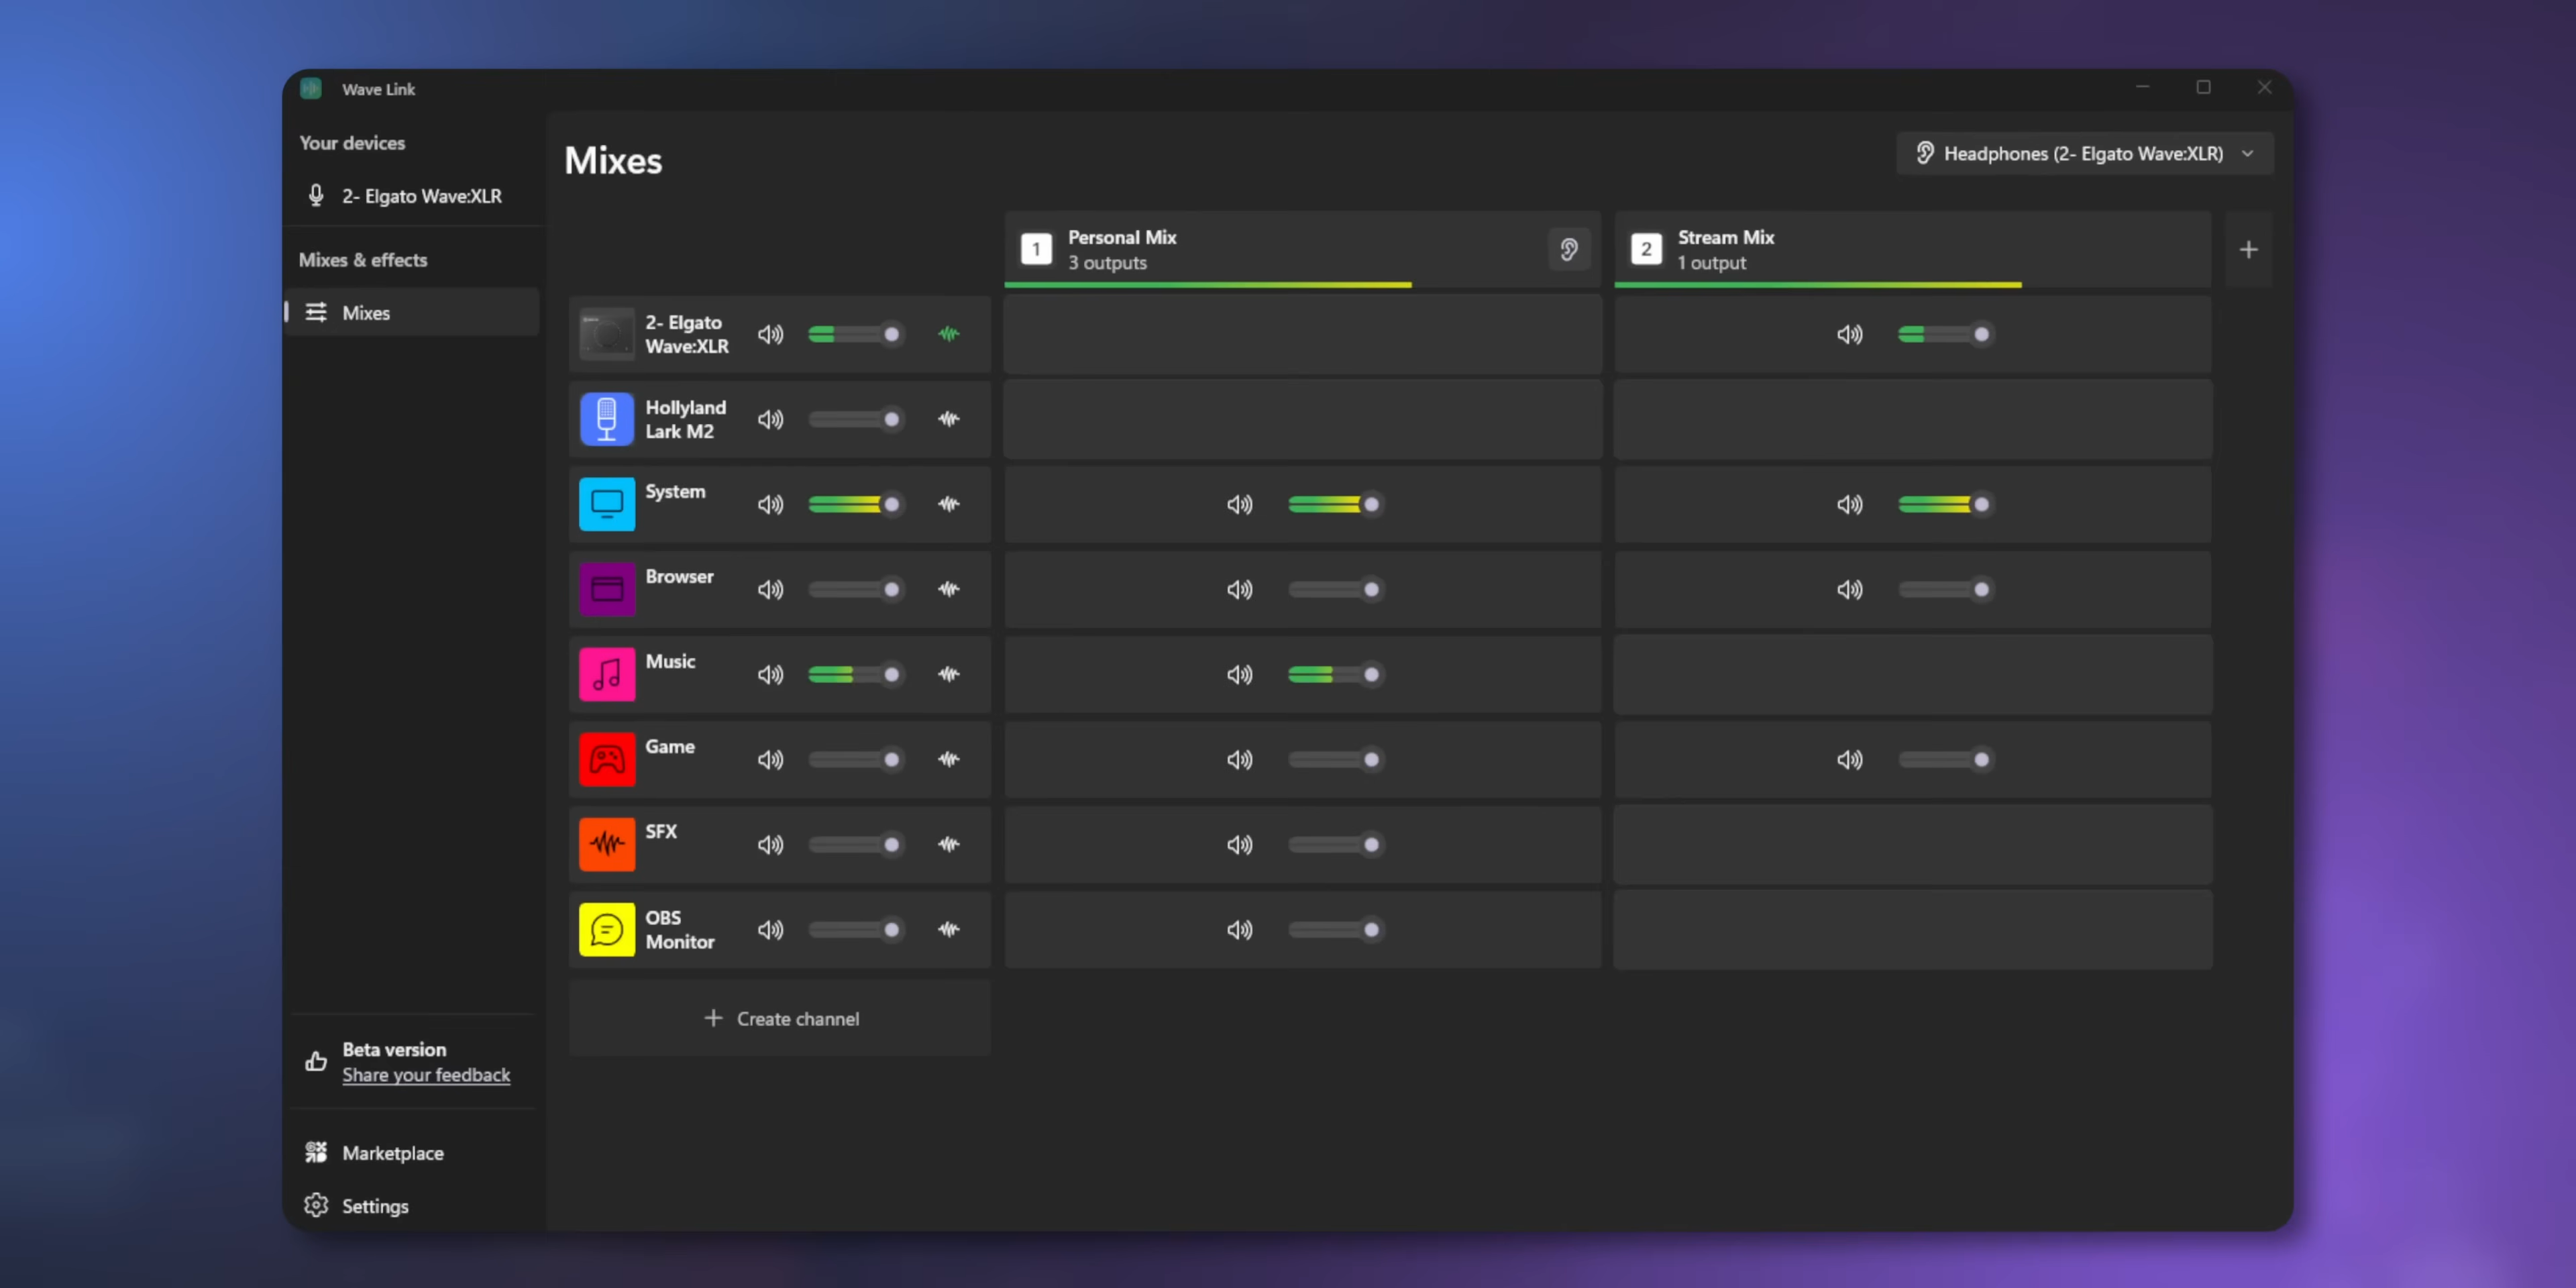 Wave Link
Your devices
2- Elgato Wave:XLR
Mixes & effects
Mixes
Beta version
Share your feedback
Marketplace
Settings
Mixes
Headphones (2- Elgato Wave:XLR)
1
Personal Mix
3 outputs
2
Stream Mix
1 output
2- Elgato
Wave:XLR
Hollyland
Lark M2
System
Browser
Music
Game
SFX
OBS
Monitor
Create channel